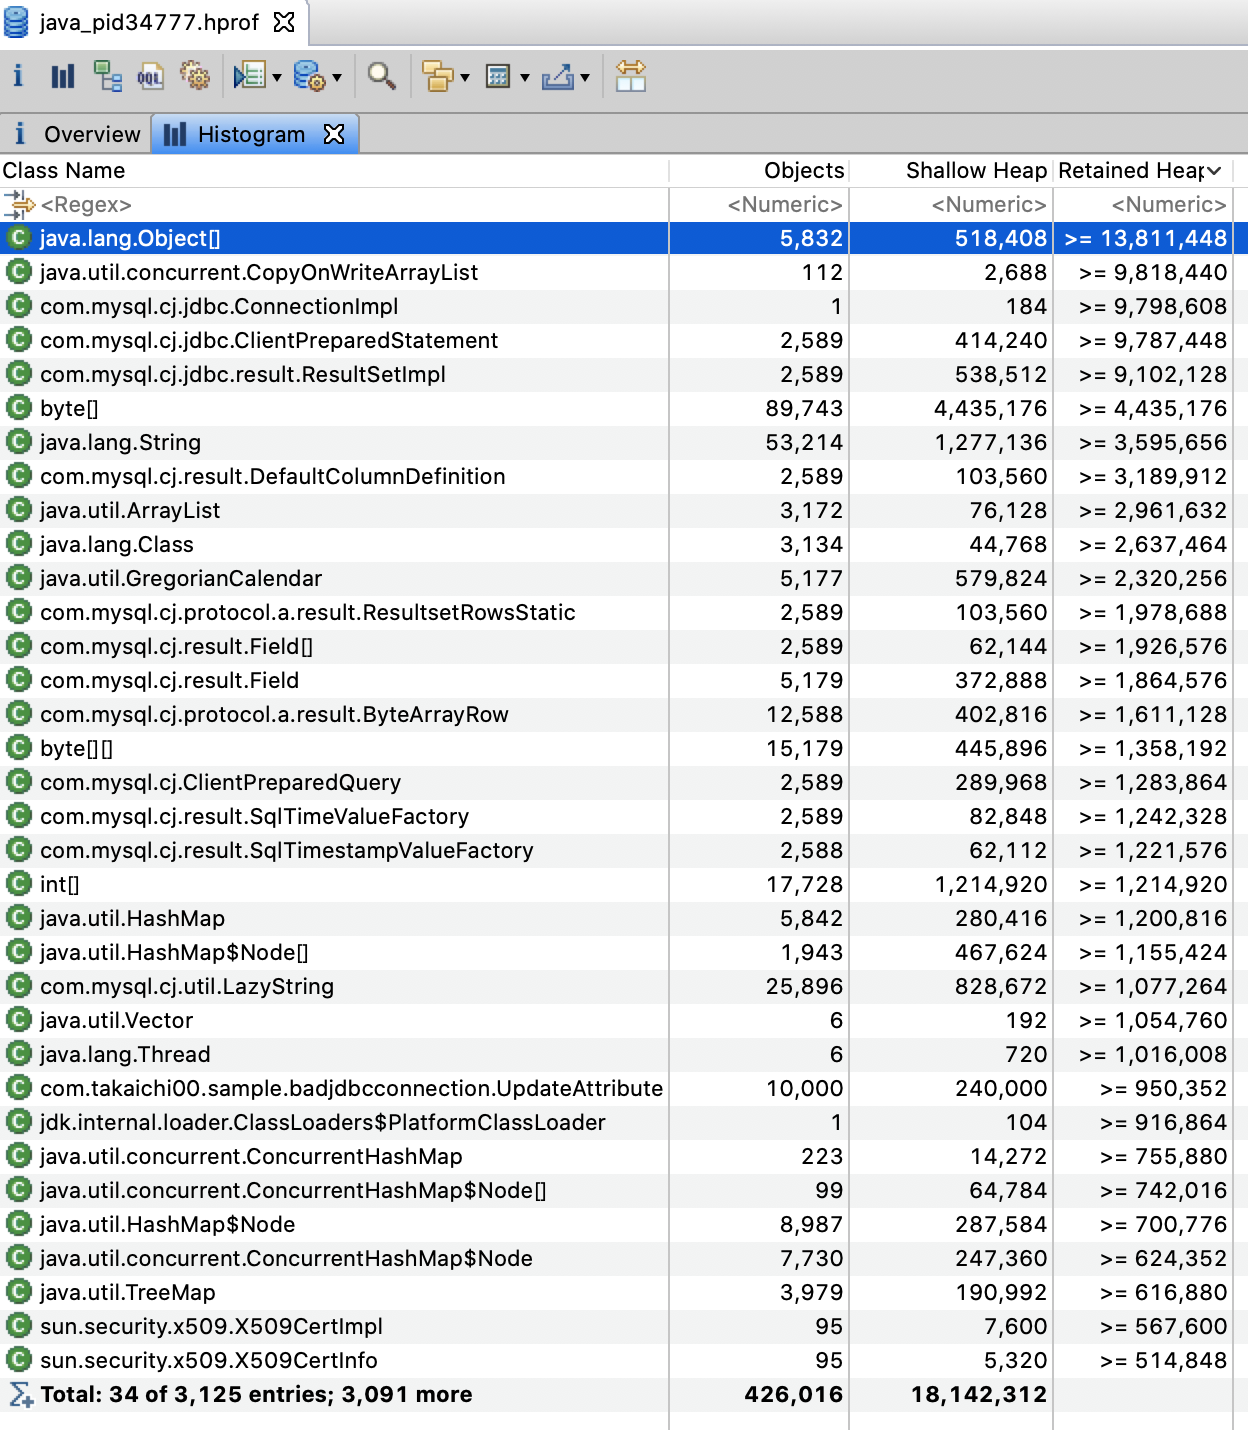 java_pid34777.hprof
OQL
Overview Histogram
Class Name Objects Shallow Heap Retained Heap
<Regex> <Numeric> <Numeric> <Numeric>
java.lang.Object[] 5,832 518,408 >= 13,811,448
java.util.concurrent.CopyOnWriteArrayList 112 2,688 >= 9,818,440
com.mysql.cj.jdbc.ConnectionImpl 1 184 >= 9,798,608
com.mysql.cj.jdbc.ClientPreparedStatement 2,589 414,240 >= 9,787,448
com.mysql.cj.jdbc.result.ResultSetImpl 2,589 538,512 >= 9,102,128
byte[] 89,743 4,435,176 >= 4,435,176
java.lang.String 53,214 1,277,136 >= 3,595,656
com.mysql.cj.result.DefaultColumnDefinition 2,589 103,560 >= 3,189,912
java.util.ArrayList 3,172 76,128 >= 2,961,632
java.lang.Class 3,134 44,768 >= 2,637,464
java.util.GregorianCalendar 5,177 579,824 >= 2,320,256
com.mysql.cj.protocol.a.result.ResultsetRowsStatic 2,589 103,560 >= 1,978,688
com.mysql.cj.result.Field[] 2,589 62,144 >= 1,926,576
com.mysql.cj.result.Field 5,179 372,888 >= 1,864,576
com.mysql.cj.protocol.a.result.ByteArrayRow 12,588 402,816 >= 1,611,128
byte[][] 15,179 445,896 >= 1,358,192
com.mysql.cj.ClientPreparedQuery 2,589 289,968 >= 1,283,864
com.mysql.cj.result.SqlTimeValueFactory 2,589 82,848 >= 1,242,328
com.mysql.cj.result.SqlTimestampValueFactory 2,588 62,112 >= 1,221,576
int[] 17,728 1,214,920 >= 1,214,920
java.util.HashMap 5,842 280,416 >= 1,200,816
java.util.HashMap$Node[] 1,943 467,624 >= 1,155,424
com.mysql.cj.util.LazyString 25,896 828,672 >= 1,077,264
java.util.Vector 6 192 >= 1,054,760
java.lang.Thread 6 720 >= 1,016,008
com.takaichi00.sample.badjdbcconnection.UpdateAttribute 10,000 240,000 >= 950,352
jdk.internal.loader.ClassLoaders$PlatformClassLoader 1 104 >= 916,864
java.util.concurrent.ConcurrentHashMap 223 14,272 >= 755,880
java.util.concurrent.ConcurrentHashMap$Node[] 99 64,784 >= 742,016
java.util.HashMap$Node 8,987 287,584 >= 700,776
java.util.concurrent.ConcurrentHashMap$Node 7,730 247,360 >= 624,352
java.util.TreeMap 3,979 190,992 >= 616,880
sun.security.x509.X509CertImpl 95 7,600 >= 567,600
sun.security.x509.X509CertInfo 95 5,320 >= 514,848
Total: 34 of 3,125 entries; 3,091 more 426,016 18,142,312